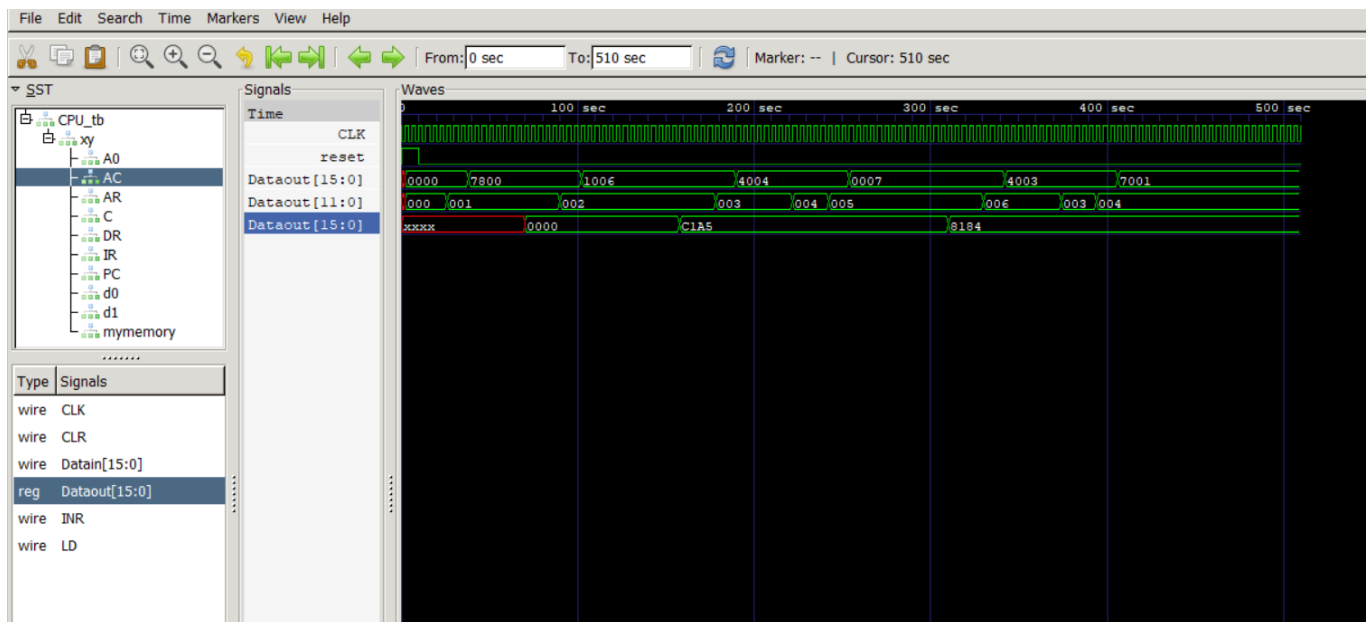 File Edit Search Time Markers View Help
From: 0 sec To: 510 sec Marker: -- | Cursor: 510 sec
SST
CPU_tb
xy
A0
AC
AR
C
DR
IR
PC
d0
d1
mymemory
Type Signals
wire CLK
wire CLR
wire Datain[15:0]
reg Dataout[15:0]
wire INR
wire LD
Signals
Time
CLK
reset
Dataout[15:0]
Dataout[11:0]
Dataout[15:0]
Waves
0 100 sec 200 sec 300 sec 400 sec 500 sec
0000 7800 1006 4004 0007 4003 7001
000 001 002 003 004 005 006 003 004
xxxx 0000 C1A5 8184